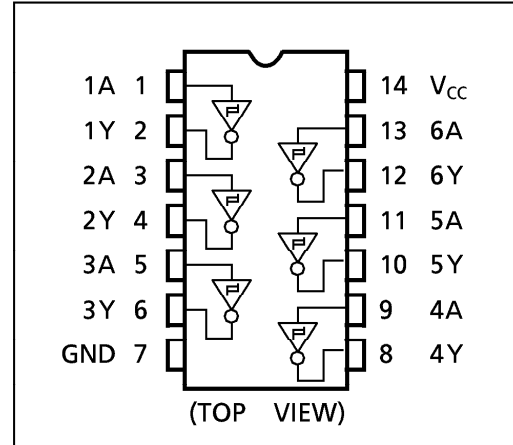 1A 1 14 VCC
1Y 2 13 6A
2A 3 12 6Y
2Y 4 11 5A
3A 5 10 5Y
3Y 6 9 4A
GND 7 8 4Y
(TOP VIEW)